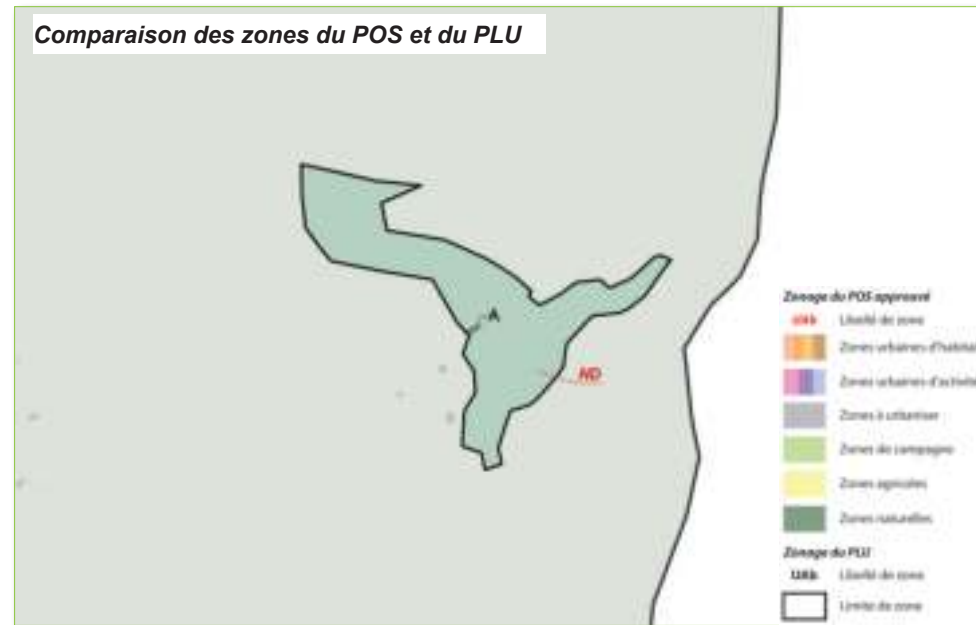 Comparaison des zones du POS et du PLU
A
ND
Zonage du POS approuvé
UAb Libellé de zone
Zones urbaines d'habitat
Zones urbaines d'activité
Zones à urbaniser
Zones de campagne
Zones agricoles
Zones naturelles
Zonage du PLU
UAb Libellé de zone
Limite de zone